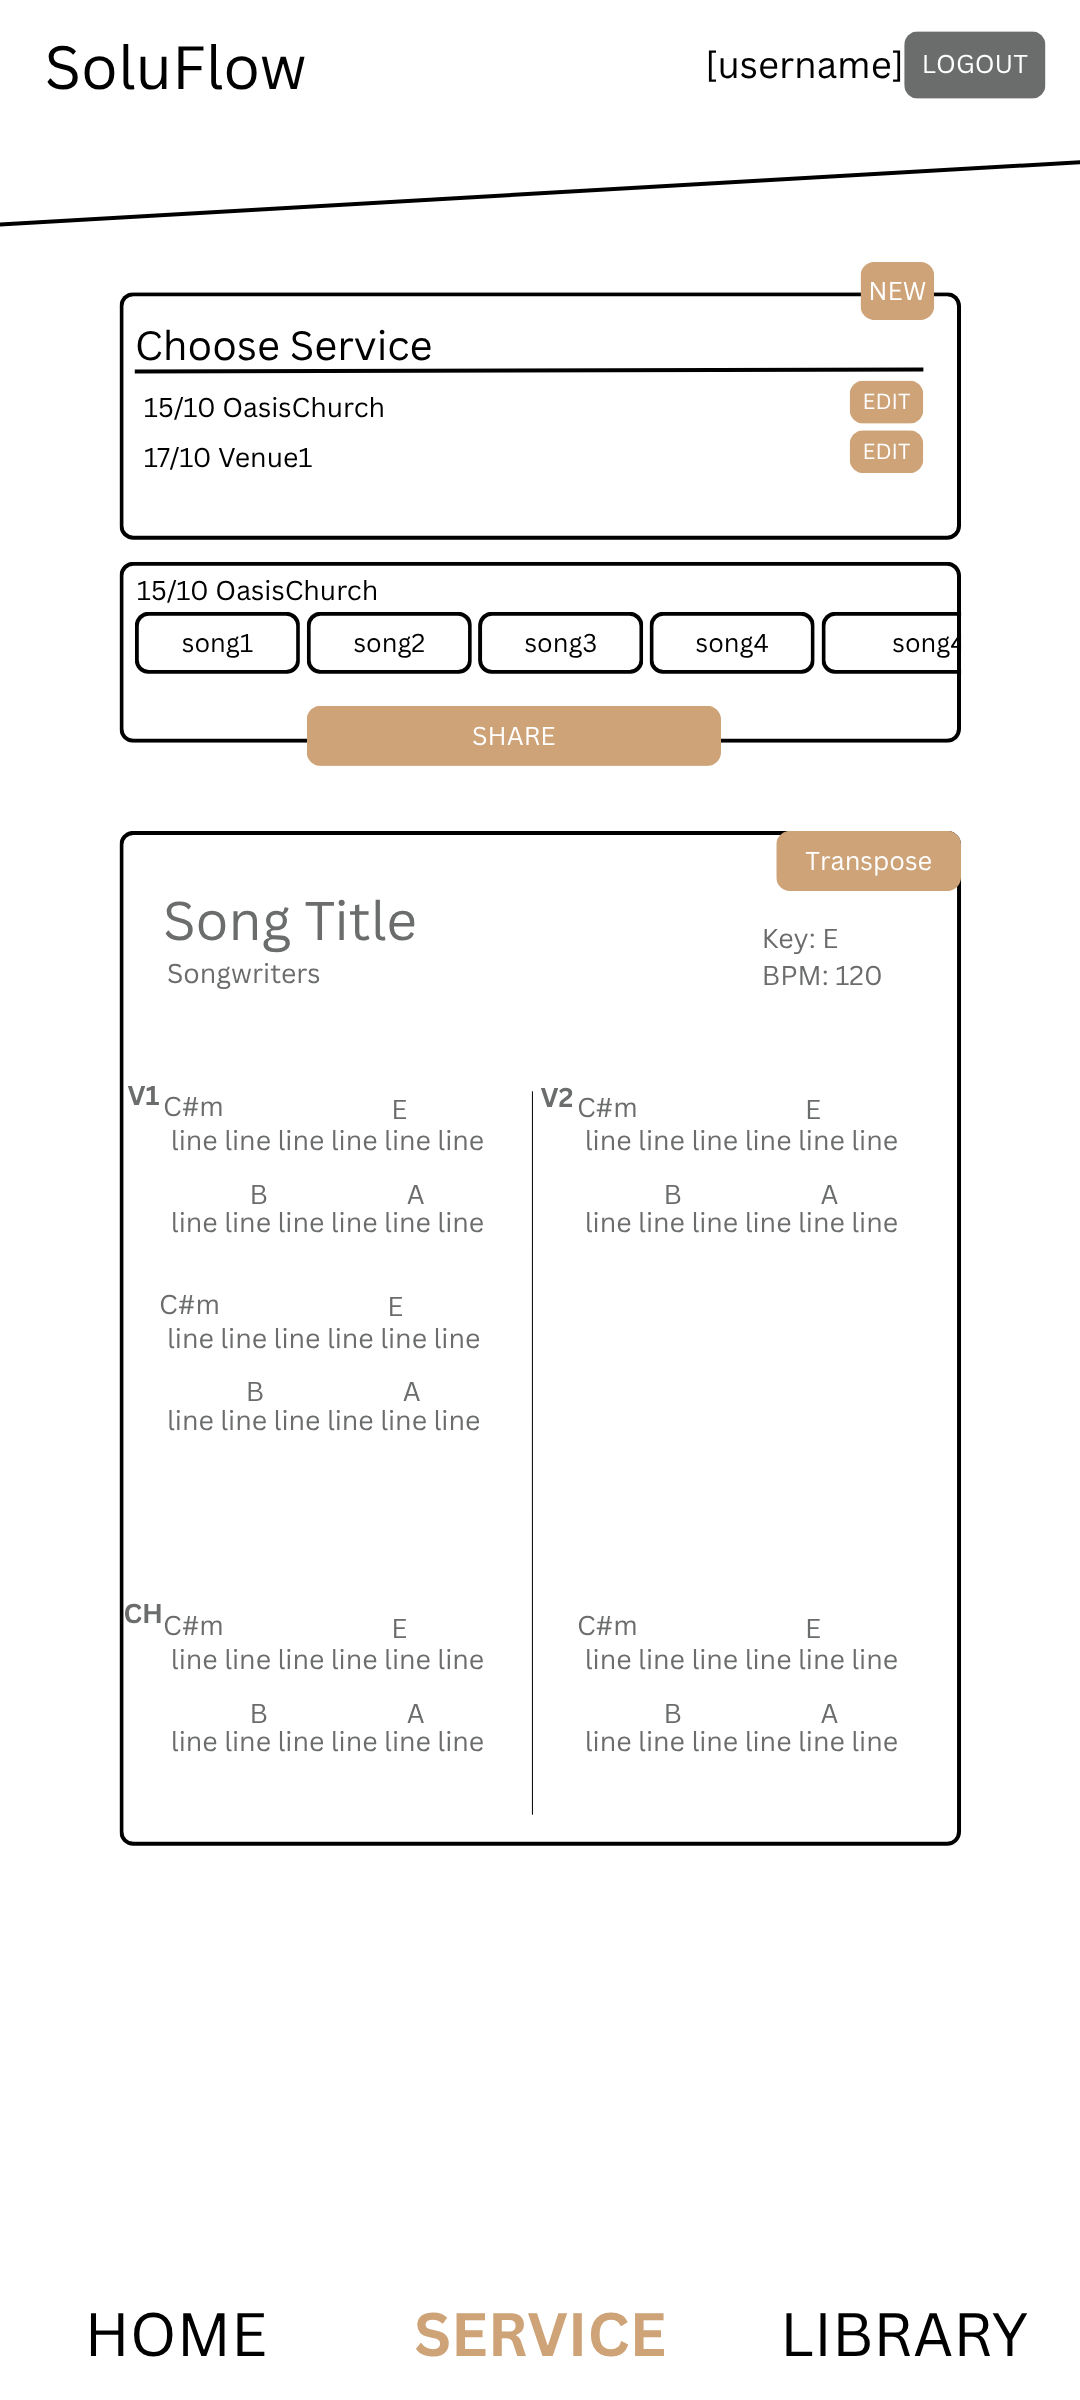 SoluFlow
[username] LOGOUT
NEW
Choose Service
15/10 OasisChurch EDIT
17/10 Venue1 EDIT
15/10 OasisChurch
song1 song2 song3 song4 song4
SHARE
Transpose
Song Title
Songwriters
Key: E
BPM: 120
V1 C#m E
line line line line line line
B A
line line line line line line
C#m E
line line line line line line
B A
line line line line line line
CH C#m E
line line line line line line
B A
line line line line line line
V2 C#m E
line line line line line line
B A
line line line line line line
C#m E
line line line line line line
B A
line line line line line line
HOME SERVICE LIBRARY